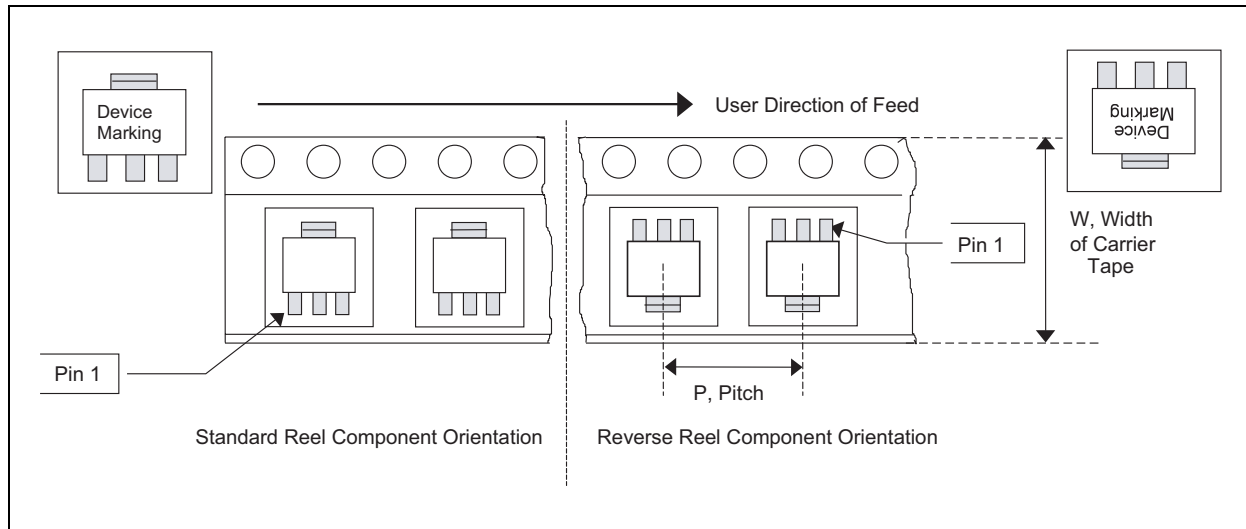 Device
Marking
User Direction of Feed
Device
Marking
Pin 1
W, Width
of Carrier
Tape
Pin 1
P, Pitch
Standard Reel Component Orientation
Reverse Reel Component Orientation